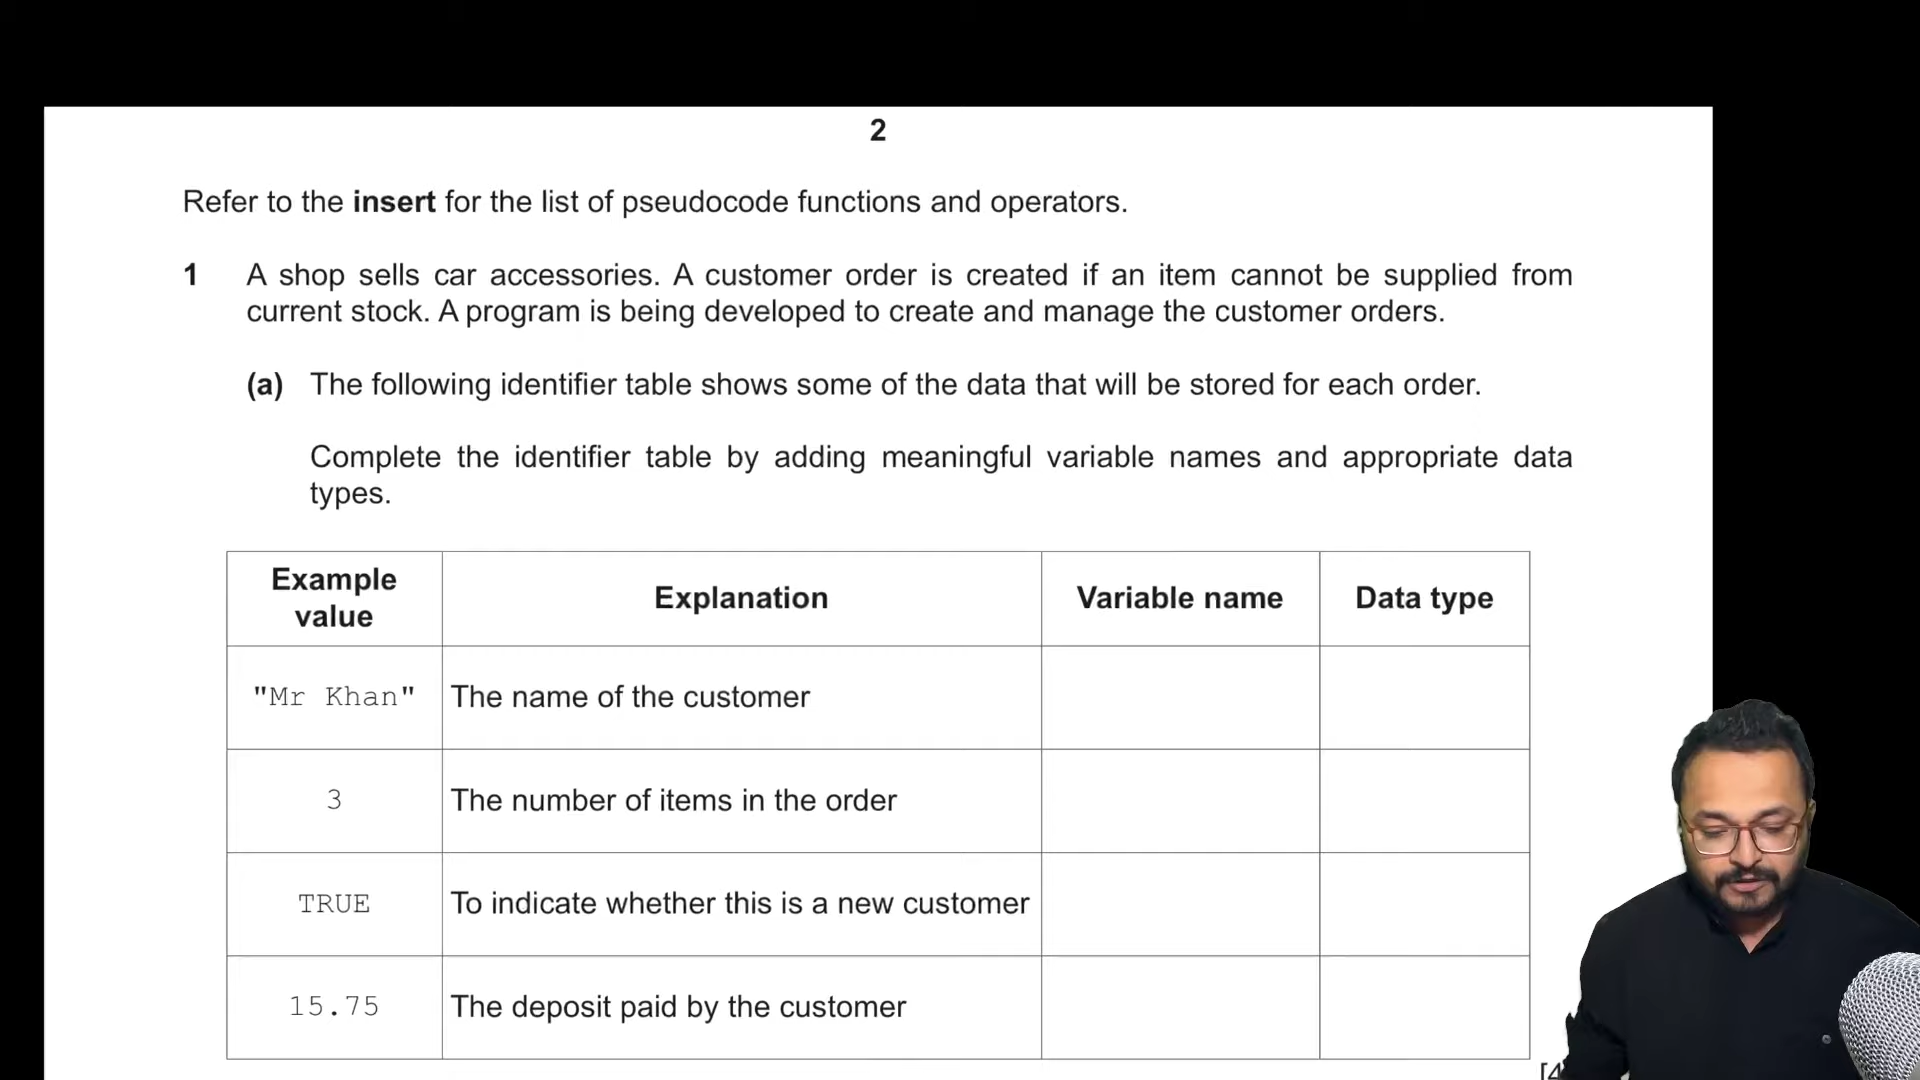 2
Refer to the insert for the list of pseudocode functions and operators.
1 A shop sells car accessories. A customer order is created if an item cannot be supplied from
current stock. A program is being developed to create and manage the customer orders.
(a) The following identifier table shows some of the data that will be stored for each order.
Complete the identifier table by adding meaningful variable names and appropriate data
types.
Example value Explanation Variable name Data type
"Mr Khan" The name of the customer
3 The number of items in the order
TRUE To indicate whether this is a new customer
15.75 The deposit paid by the customer
[4